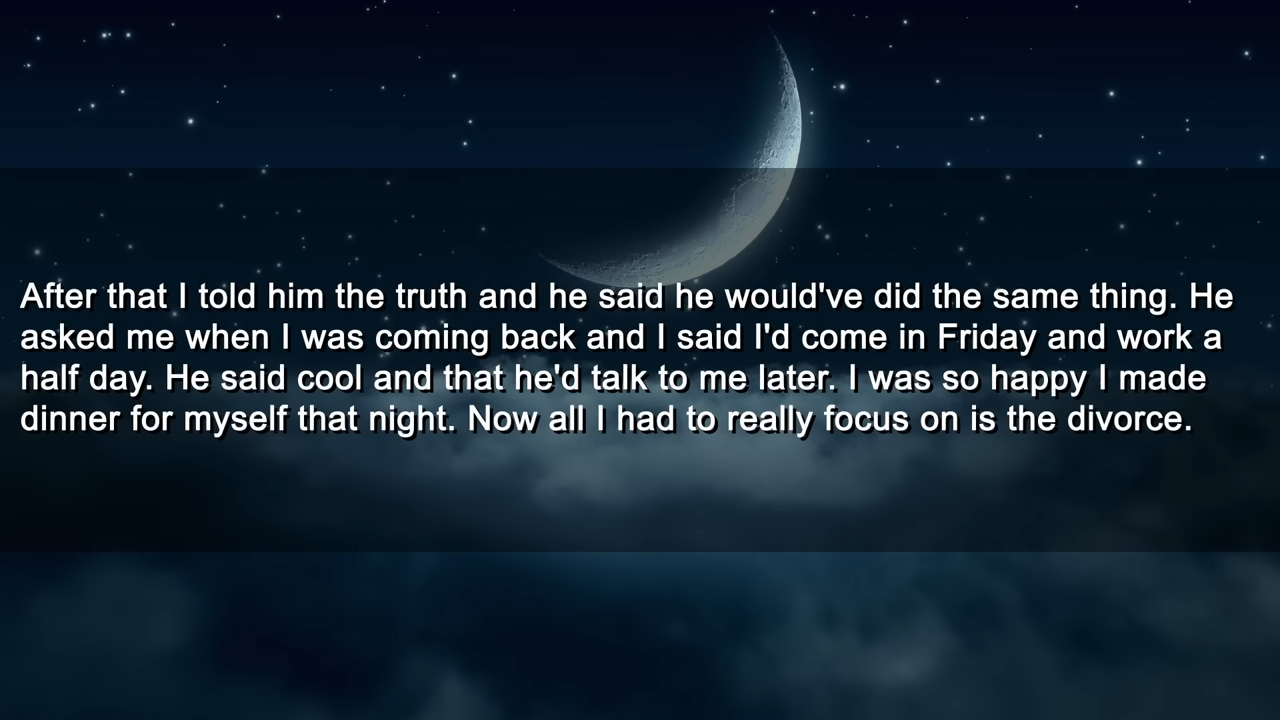 After that I told him the truth and he said he would've did the same thing. He
asked me when I was coming back and I said I'd come in Friday and work a
half day. He said cool and that he'd talk to me later. I was so happy I made
dinner for myself that night. Now all I had to really focus on is the divorce.